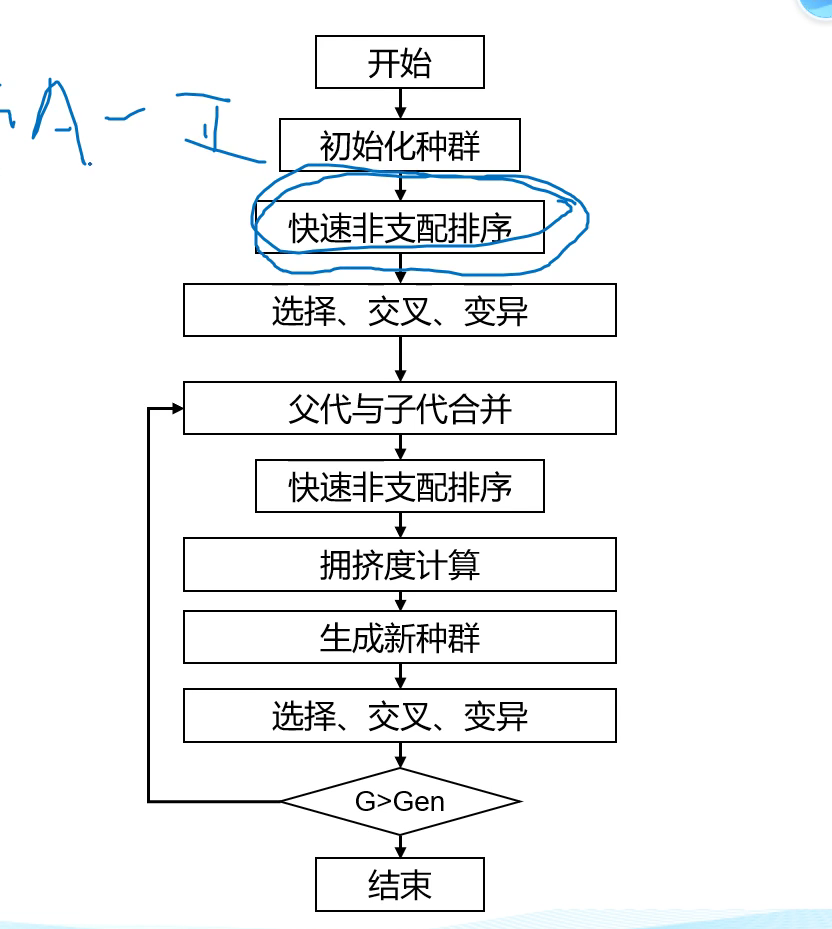 开始
A-II
初始化种群
快速非支配排序
选择、交叉、变异
父代与子代合并
快速非支配排序
拥挤度计算
生成新种群
选择、交叉、变异
G>Gen
结束